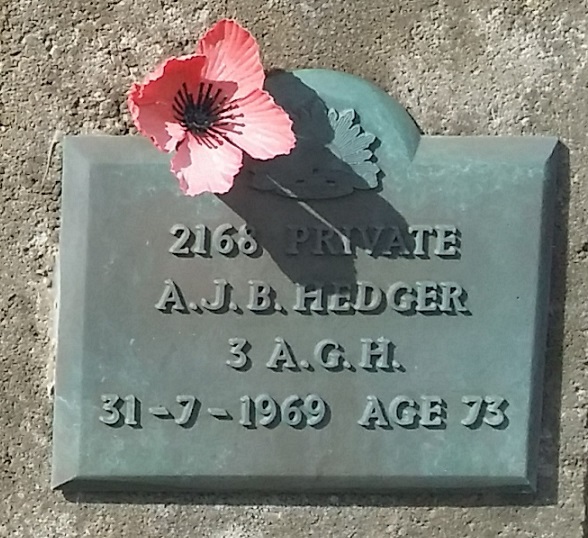 2168 PRIVATE
A.J.B. HEDGER
3 A.G.H.
31-7-1969 AGE 73